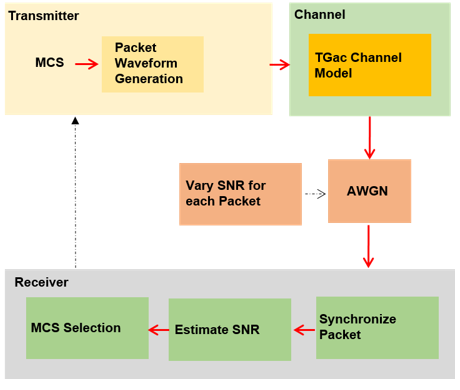 Transmitter
MCS
Packet
Waveform
Generation
Channel
TGac Channel
Model
Vary SNR for
each Packet
AWGN
Receiver
MCS Selection
Estimate SNR
Synchronize
Packet